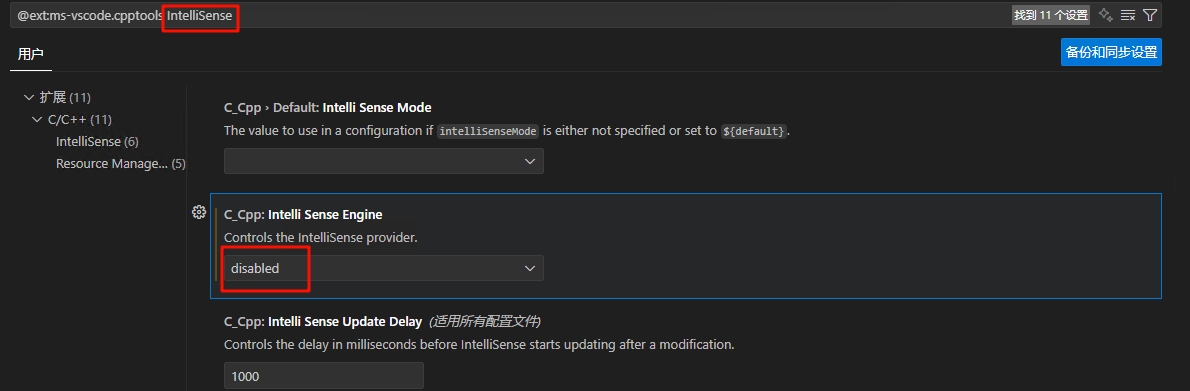 @ext:ms-vscode.cpptools IntelliSense
找到 11 个设置
用户
备份和同步设置
扩展 (11)
C/C++ (11)
IntelliSense (6)
Resource Manage... (5)
C_Cpp › Default: Intelli Sense Mode
The value to use in a configuration if intelliSenseMode is either not specified or set to ${default}.
C_Cpp: Intelli Sense Engine
Controls the IntelliSense provider.
disabled
C_Cpp: Intelli Sense Update Delay (适用所有配置文件)
Controls the delay in milliseconds before IntelliSense starts updating after a modification.
1000